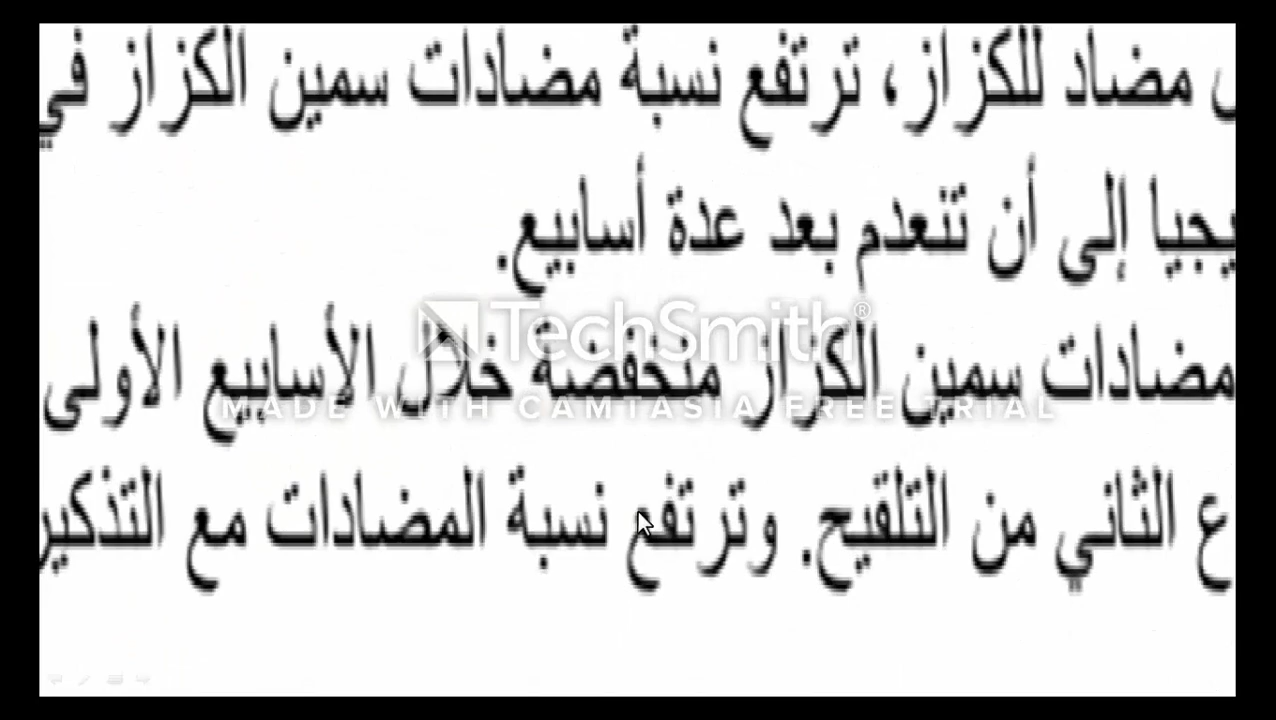 مضاد للكزاز، ترتفع نسبة مضادات سمين الكزاز في
إلى أن تنعدم بعد عدة أسابيع.
مضادات سمين الكزاز منخفضة خلال الأسابيع الأولى
الثاني من التلقيح. وترتفع نسبة المضادات مع التذكير
TechSmith®
MADE WITH CAMTASIA FREE TRIAL